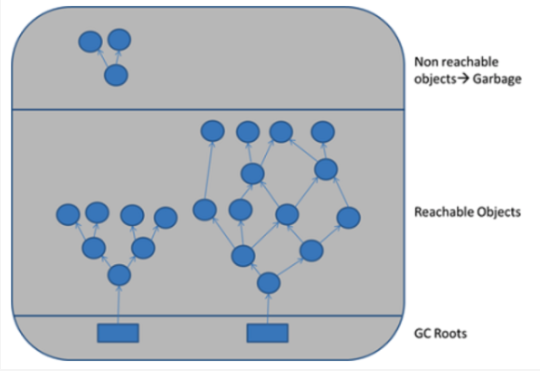 Non reachable
objects→ Garbage
Reachable Objects
GC Roots